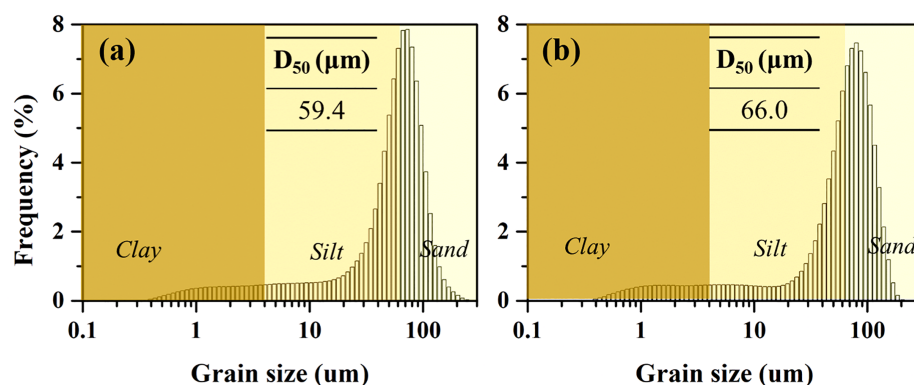 (a)
D₅₀ (μm)
59.4
Clay
Silt
Sand
8
6
4
2
0
0.1 1 10 100
Frequency (%)
Grain size (um)
(b)
D₅₀ (μm)
66.0
Clay
Silt
Sand
8
6
4
2
0
0.1 1 10 100
Grain size (um)